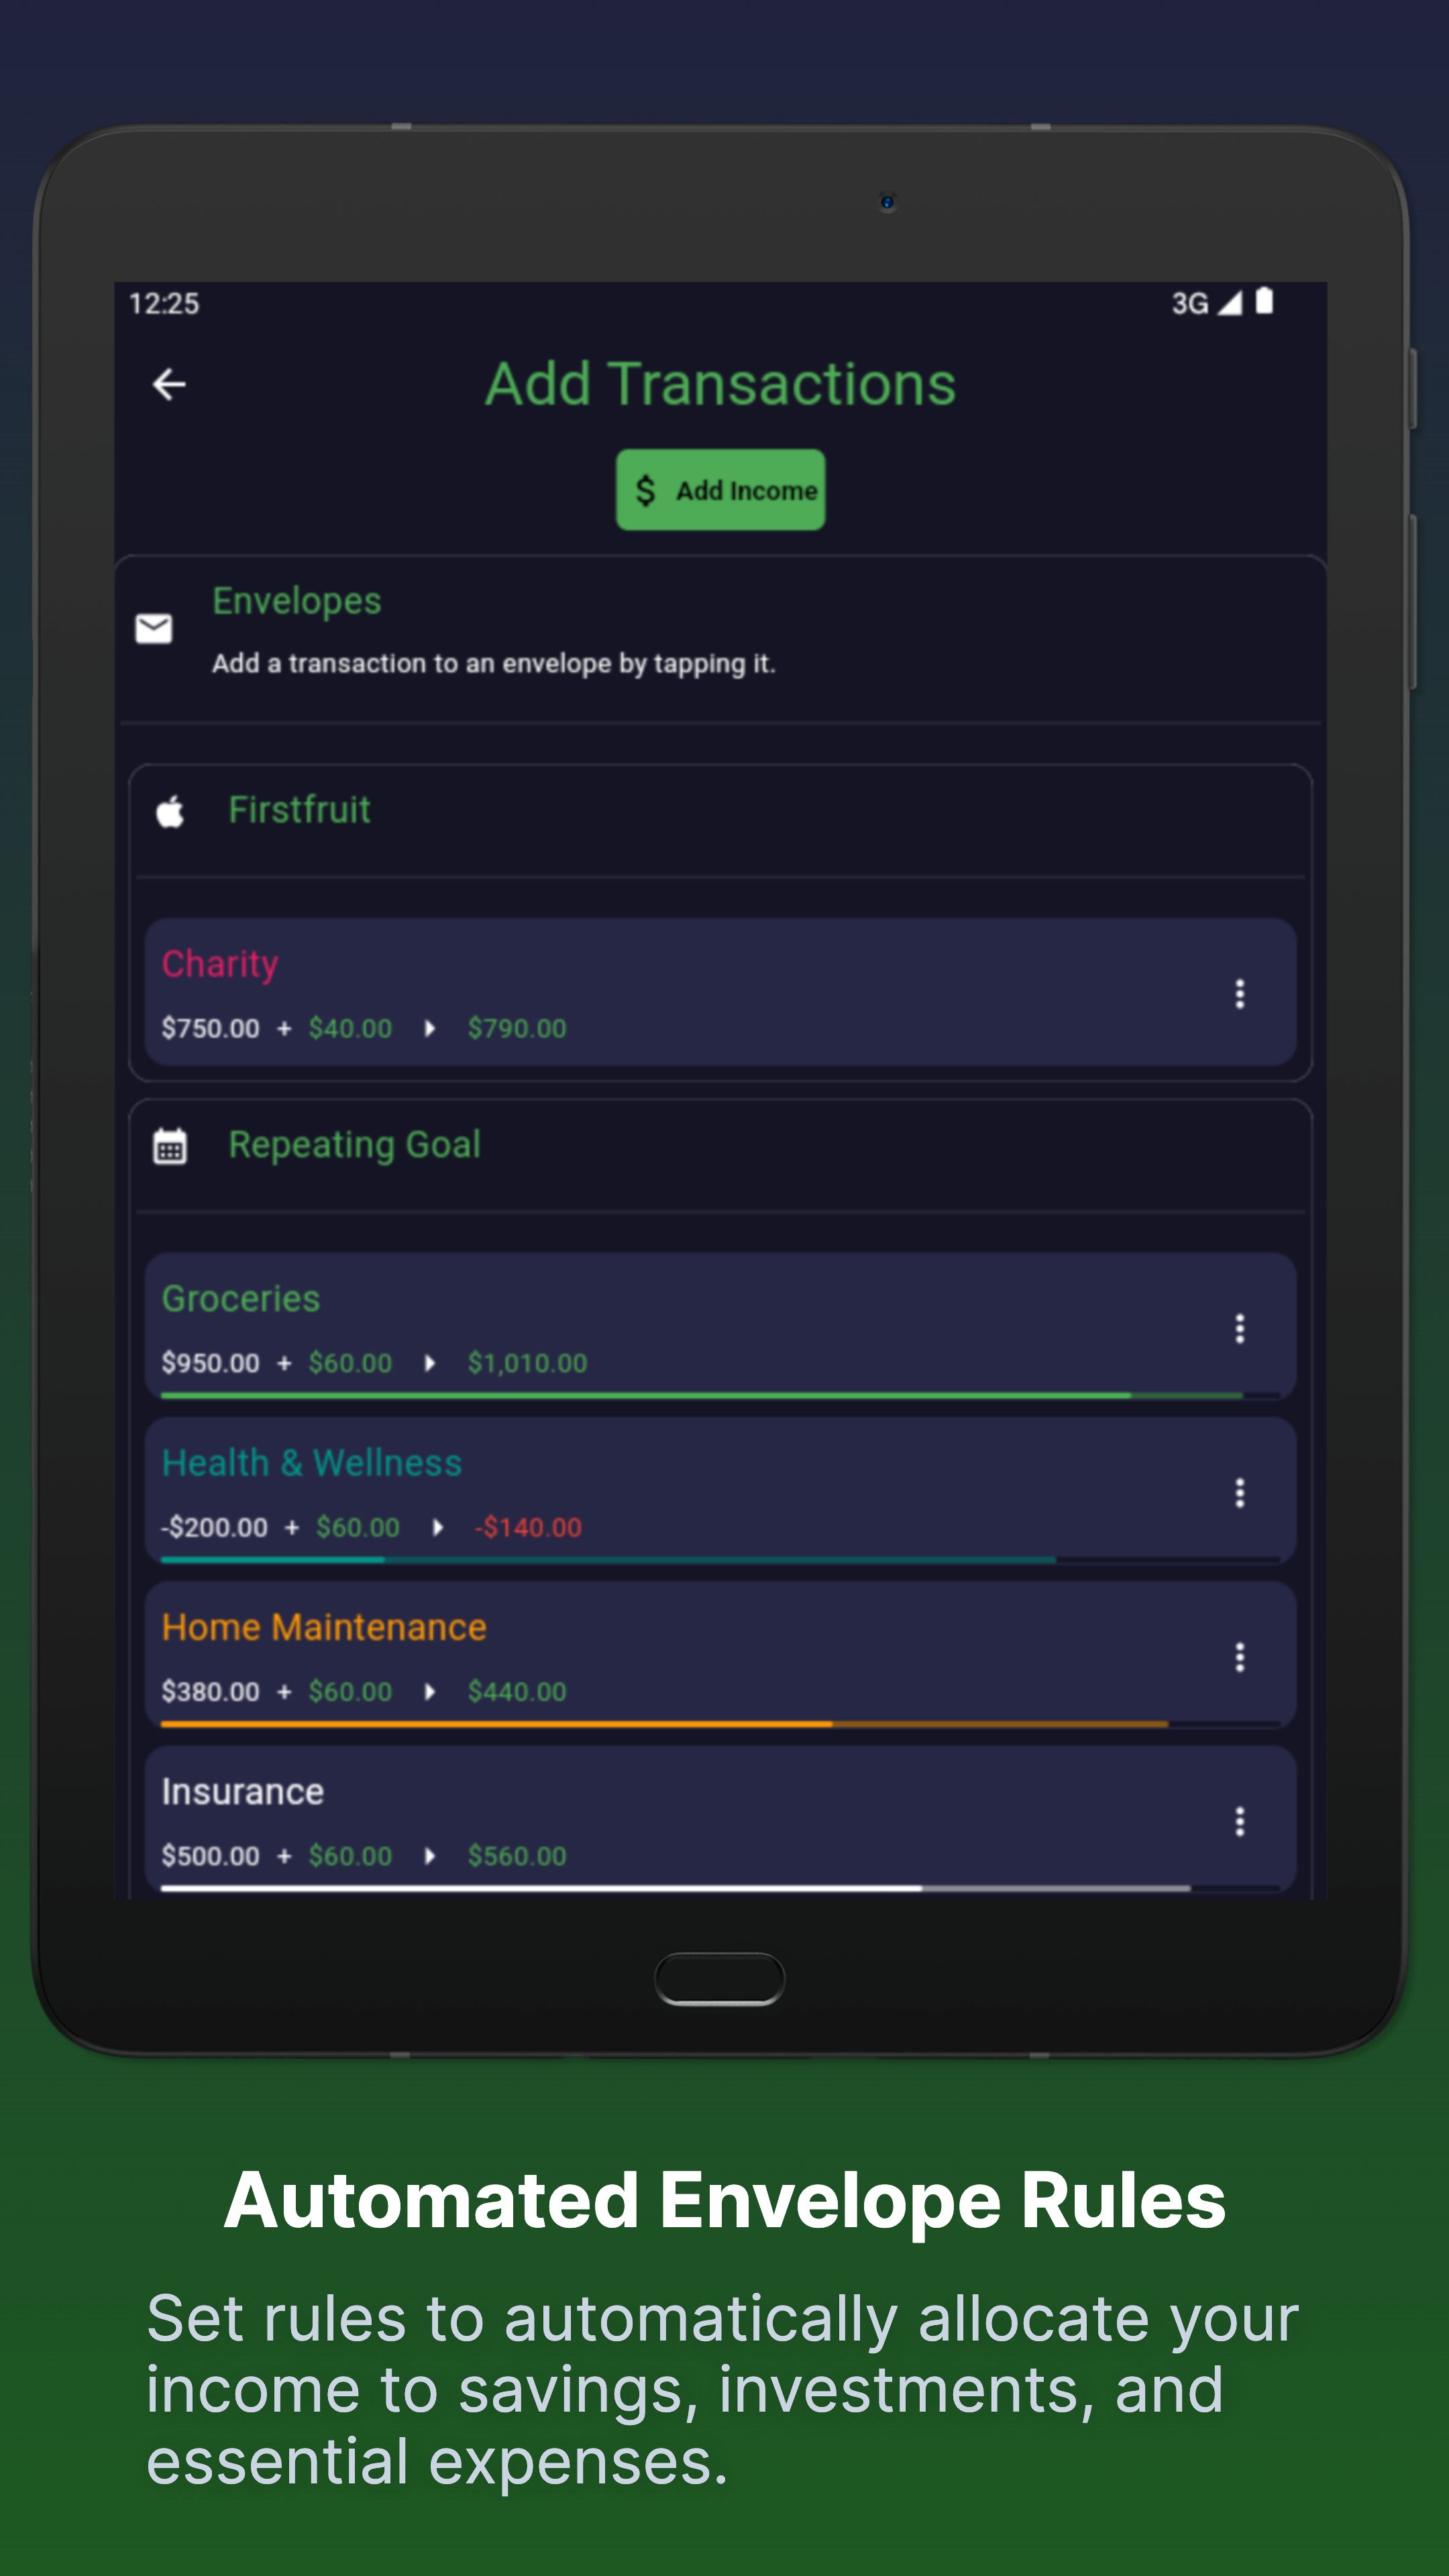 12:25
3G
Add Transactions
$ Add Income
Envelopes
Add a transaction to an envelope by tapping it.
Firstfruit
Charity
$750.00 + $40.00 $790.00
Repeating Goal
Groceries
$950.00 + $60.00 $1,010.00
Health & Wellness
-$200.00 + $60.00 -$140.00
Home Maintenance
$380.00 + $60.00 $440.00
Insurance
$500.00 + $60.00 $560.00
Automated Envelope Rules
Set rules to automatically allocate your
income to savings, investments, and
essential expenses.